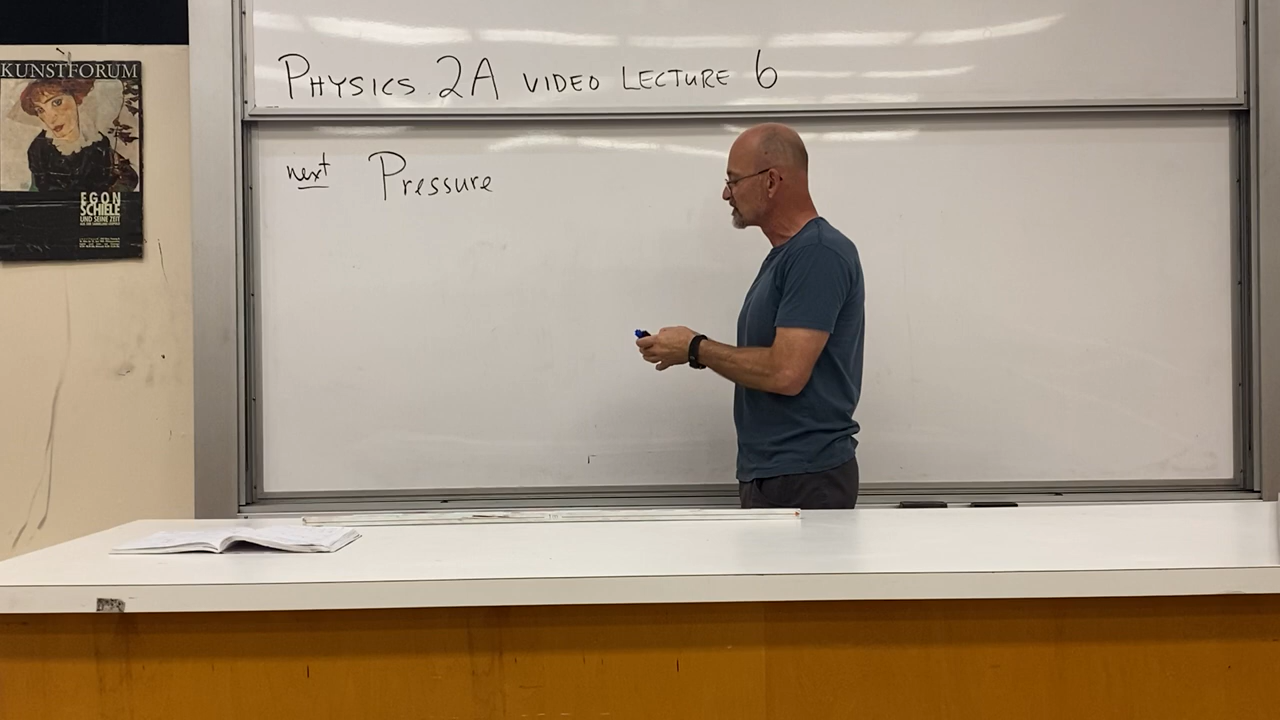 KUNSTFORUM
EGON
SCHIELE
UND SEINE ZEIT
PHYSICS 2A VIDEO LECTURE 6
next Pressure